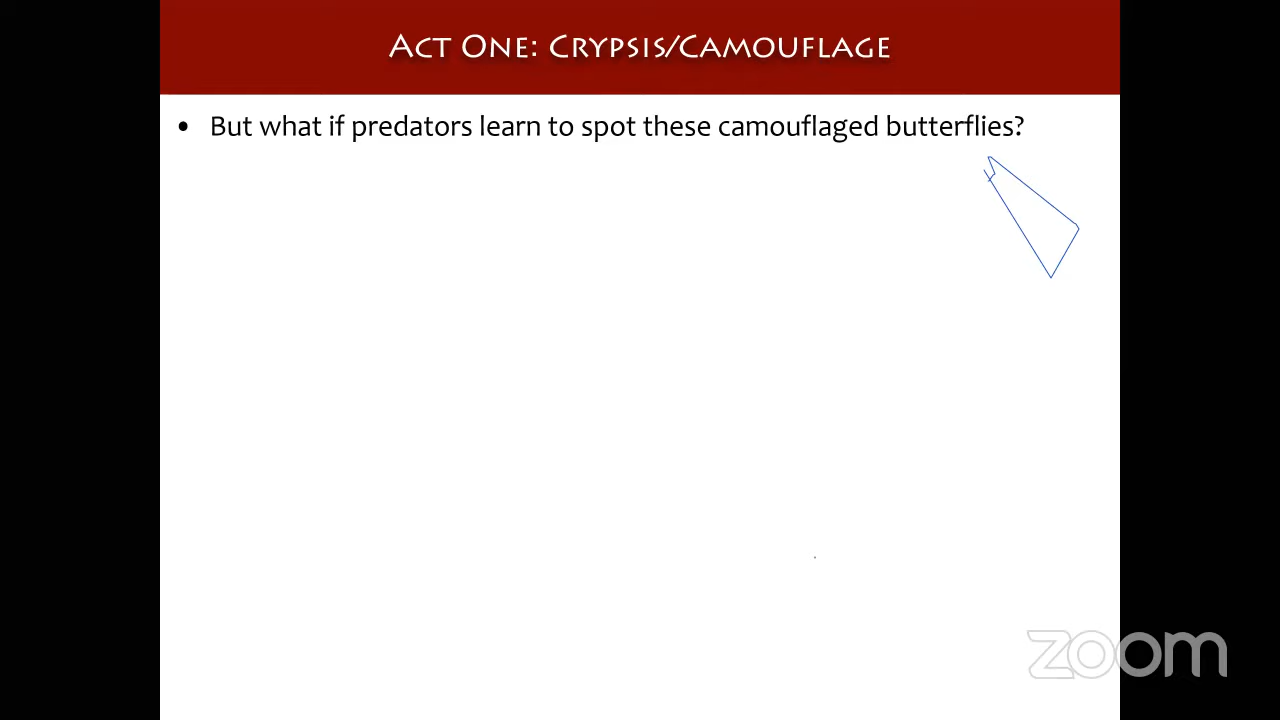 Act One: Crypsis/Camouflage
• But what if predators learn to spot these camouflaged butterflies?
zoom